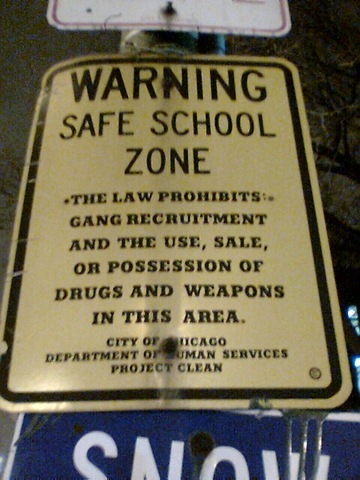 WARNING
SAFE SCHOOL
ZONE
•THE LAW PROHIBITS:
GANG RECRUITMENT
AND THE USE, SALE,
OR POSSESSION OF
DRUGS AND WEAPONS
IN THIS AREA.
CITY OF CHICAGO
DEPARTMENT OF HUMAN SERVICES
PROJECT CLEAN
SNOW